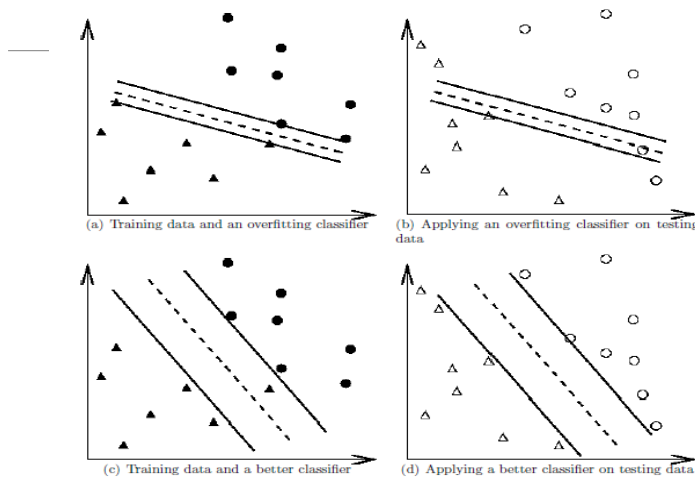 (a) Training data and an overfitting classifier
(b) Applying an overfitting classifier on testing
data
(c) Training data and a better classifier
(d) Applying a better classifier on testing data